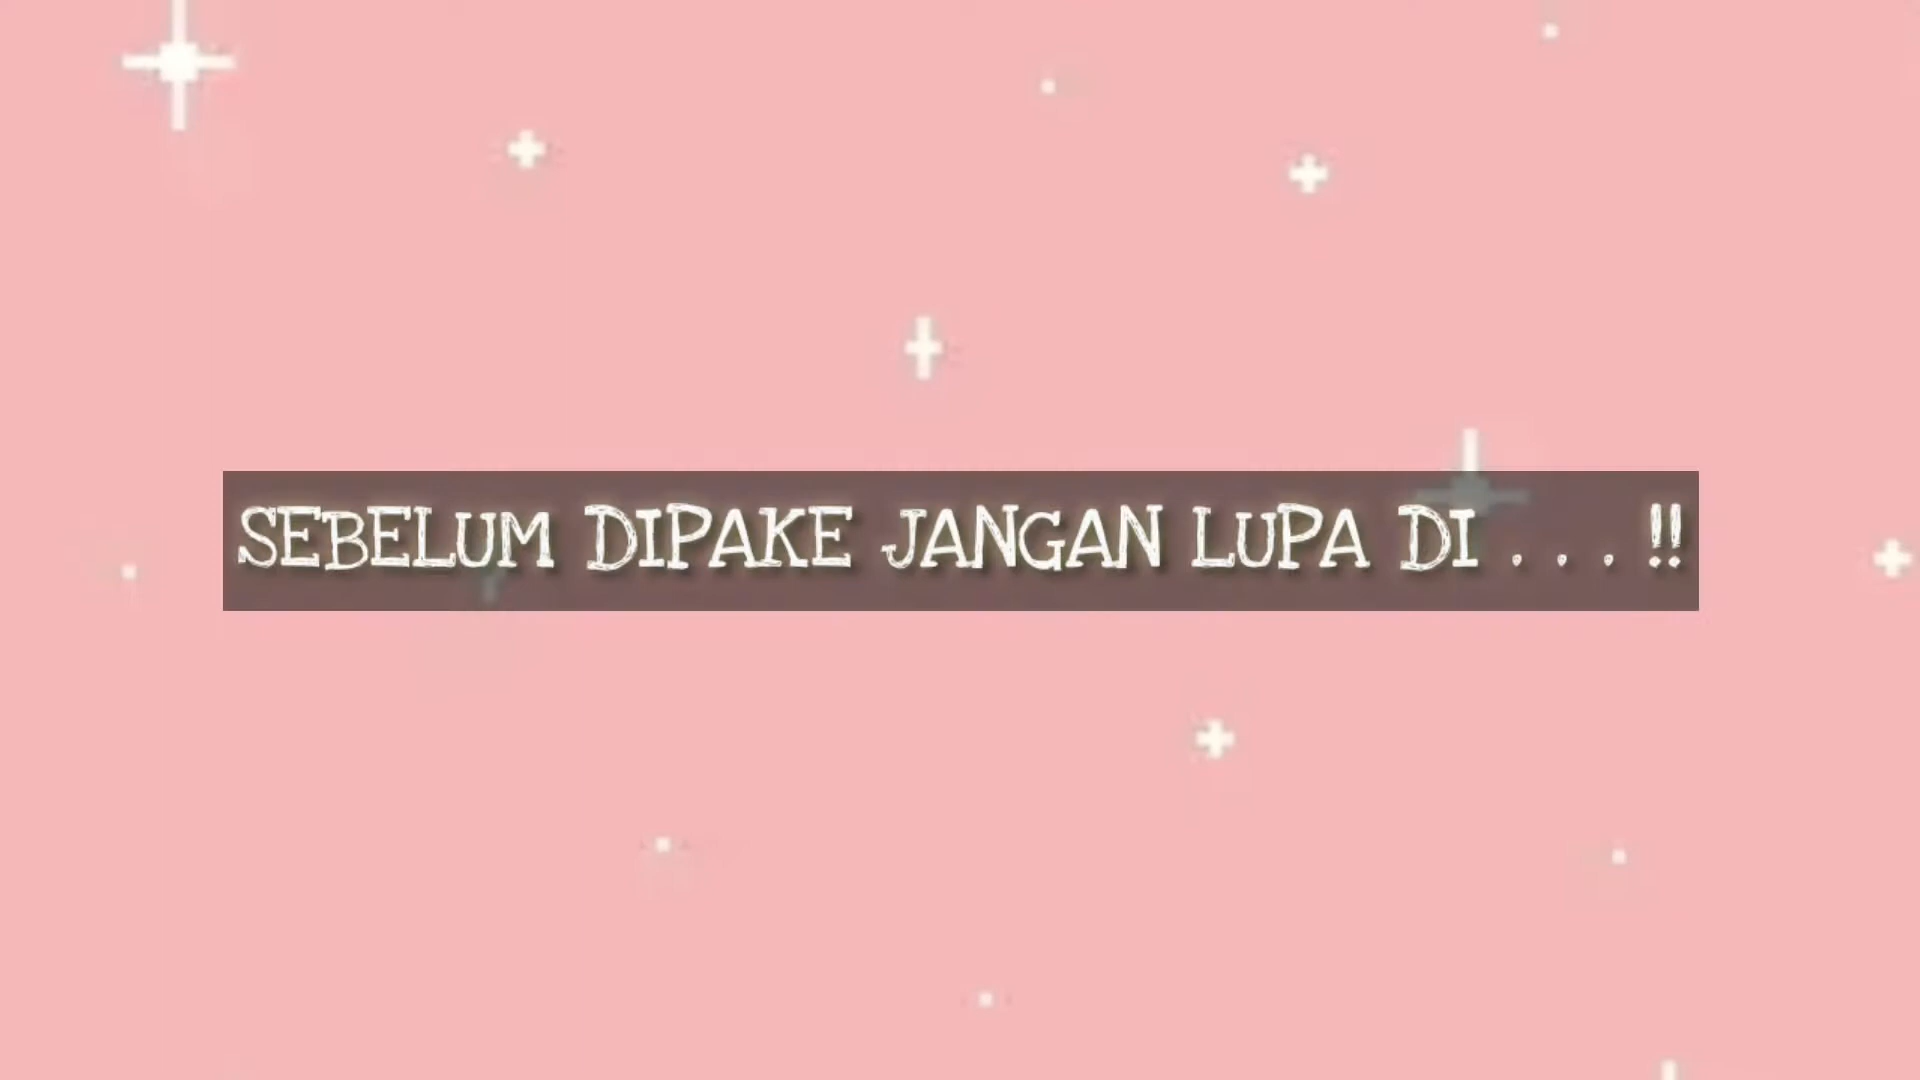 SEBELUM DIPAKE JANGAN LUPA DI . . . !!